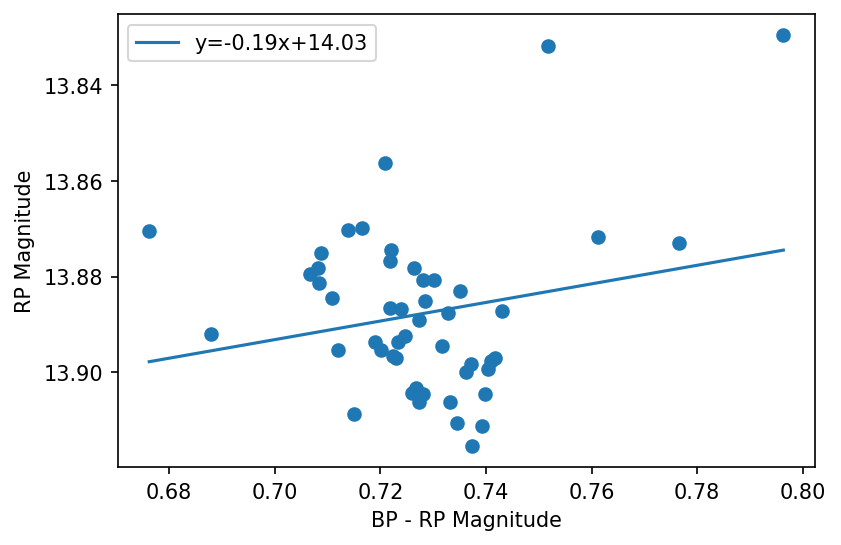 y=-0.19x+14.03
RP Magnitude
13.84
13.86
13.88
13.90
0.68 0.70 0.72 0.74 0.76 0.78 0.80
BP - RP Magnitude